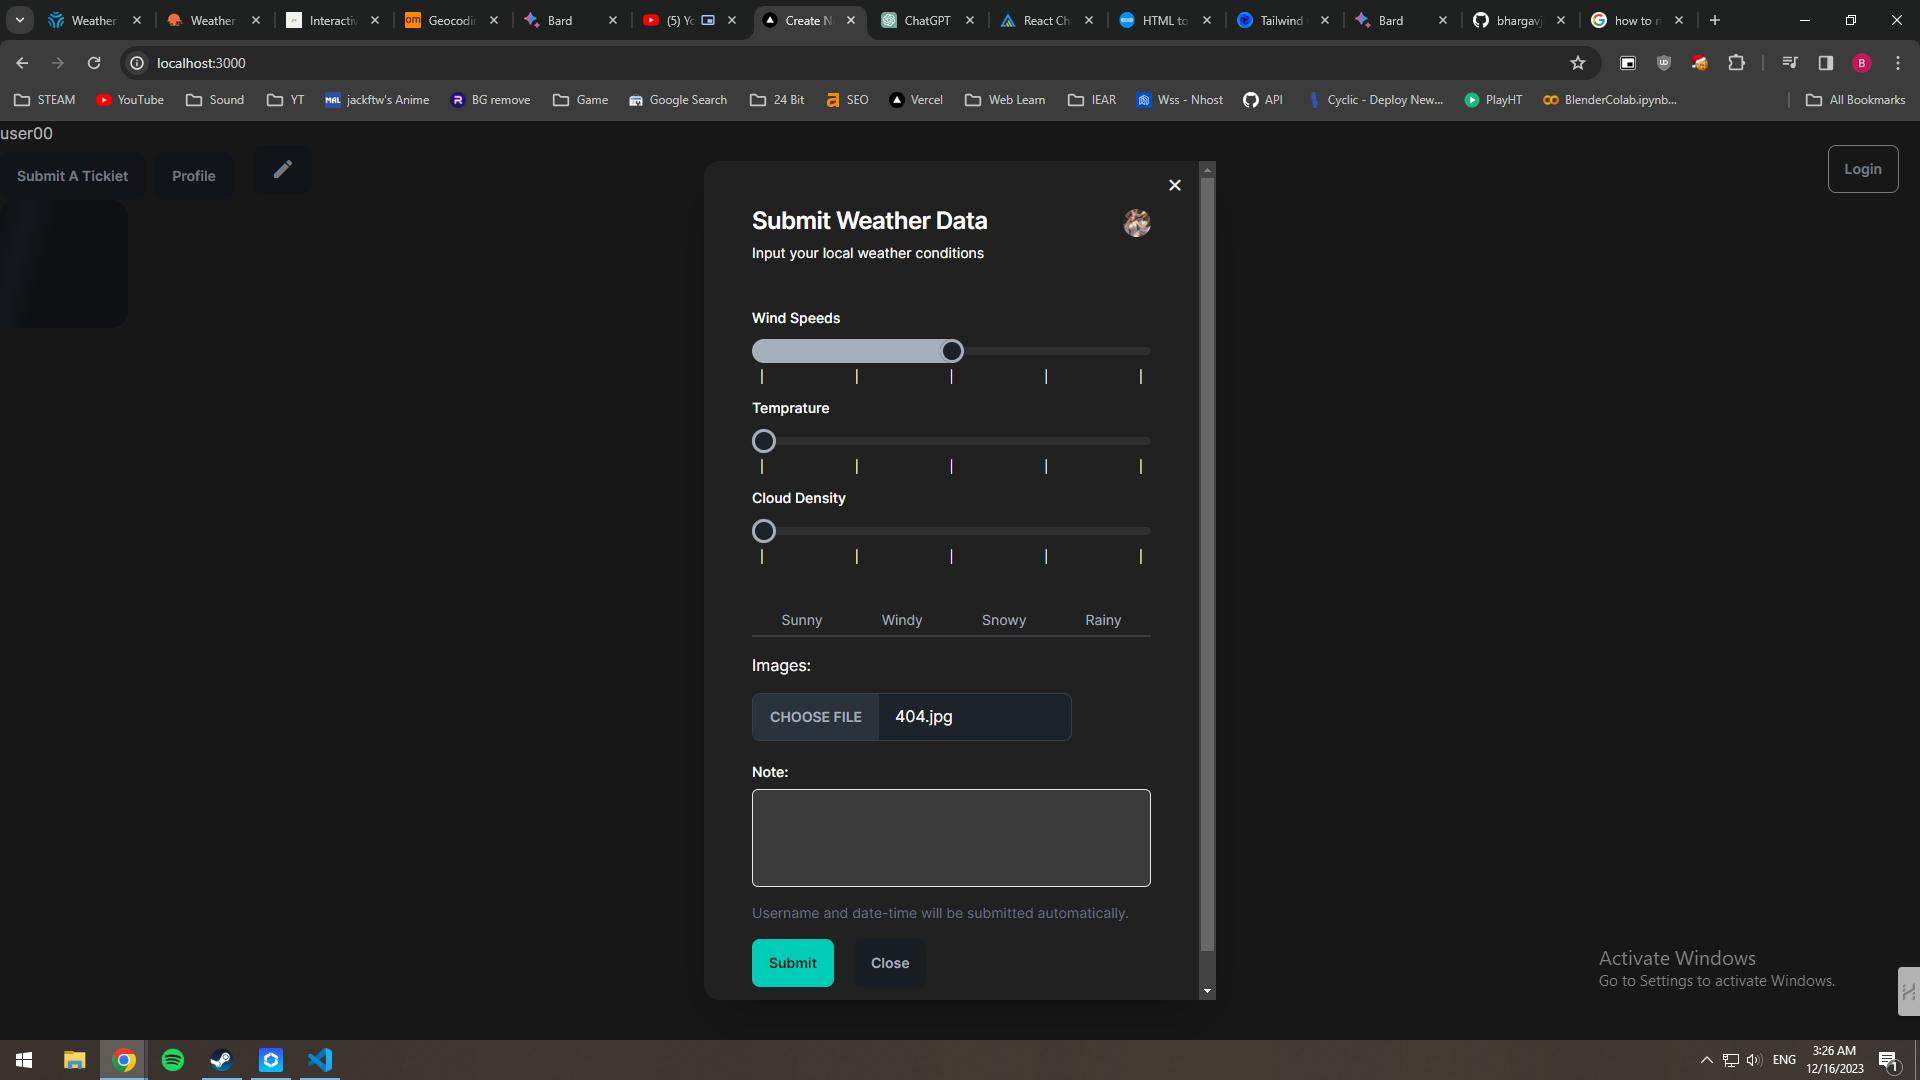 Weather
Weather
Interactiv
om
Geocodin
Bard
(5) Yo
Create N
ChatGPT
React Ch
HTML to
Tailwind
Bard
bhargavj
how to n
localhost:3000
B
STEAM
YouTube
Sound
YT
MAL
jackftw's Anime
BG remove
Game
Google Search
24 Bit
SEO
Vercel
Web Learn
IEAR
Wss - Nhost
API
Cyclic - Deploy New...
PlayHT
BlenderColab.ipynb...
All Bookmarks
user00
Submit A Tickiet
Profile
Login
Submit Weather Data
Input your local weather conditions
Wind Speeds
Temprature
Cloud Density
Sunny
Windy
Snowy
Rainy
Images:
CHOOSE FILE
404.jpg
Note:
Username and date-time will be submitted automatically.
Submit
Close
Activate Windows
Go to Settings to activate Windows.
ENG
3:26 AM
12/16/2023
1